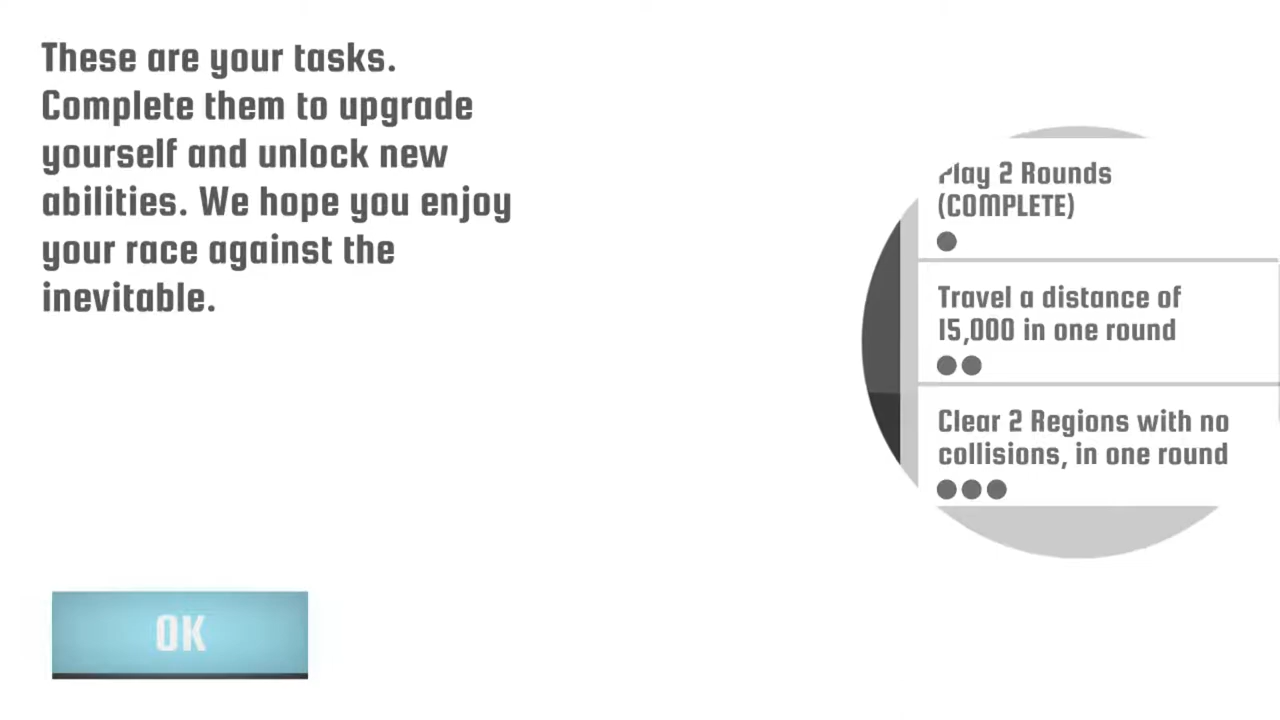 These are your tasks.
Complete them to upgrade
yourself and unlock new
abilities. We hope you enjoy
your race against the
inevitable.
Play 2 Rounds
(COMPLETE)
Travel a distance of
15,000 in one round
Clear 2 Regions with no
collisions, in one round
OK